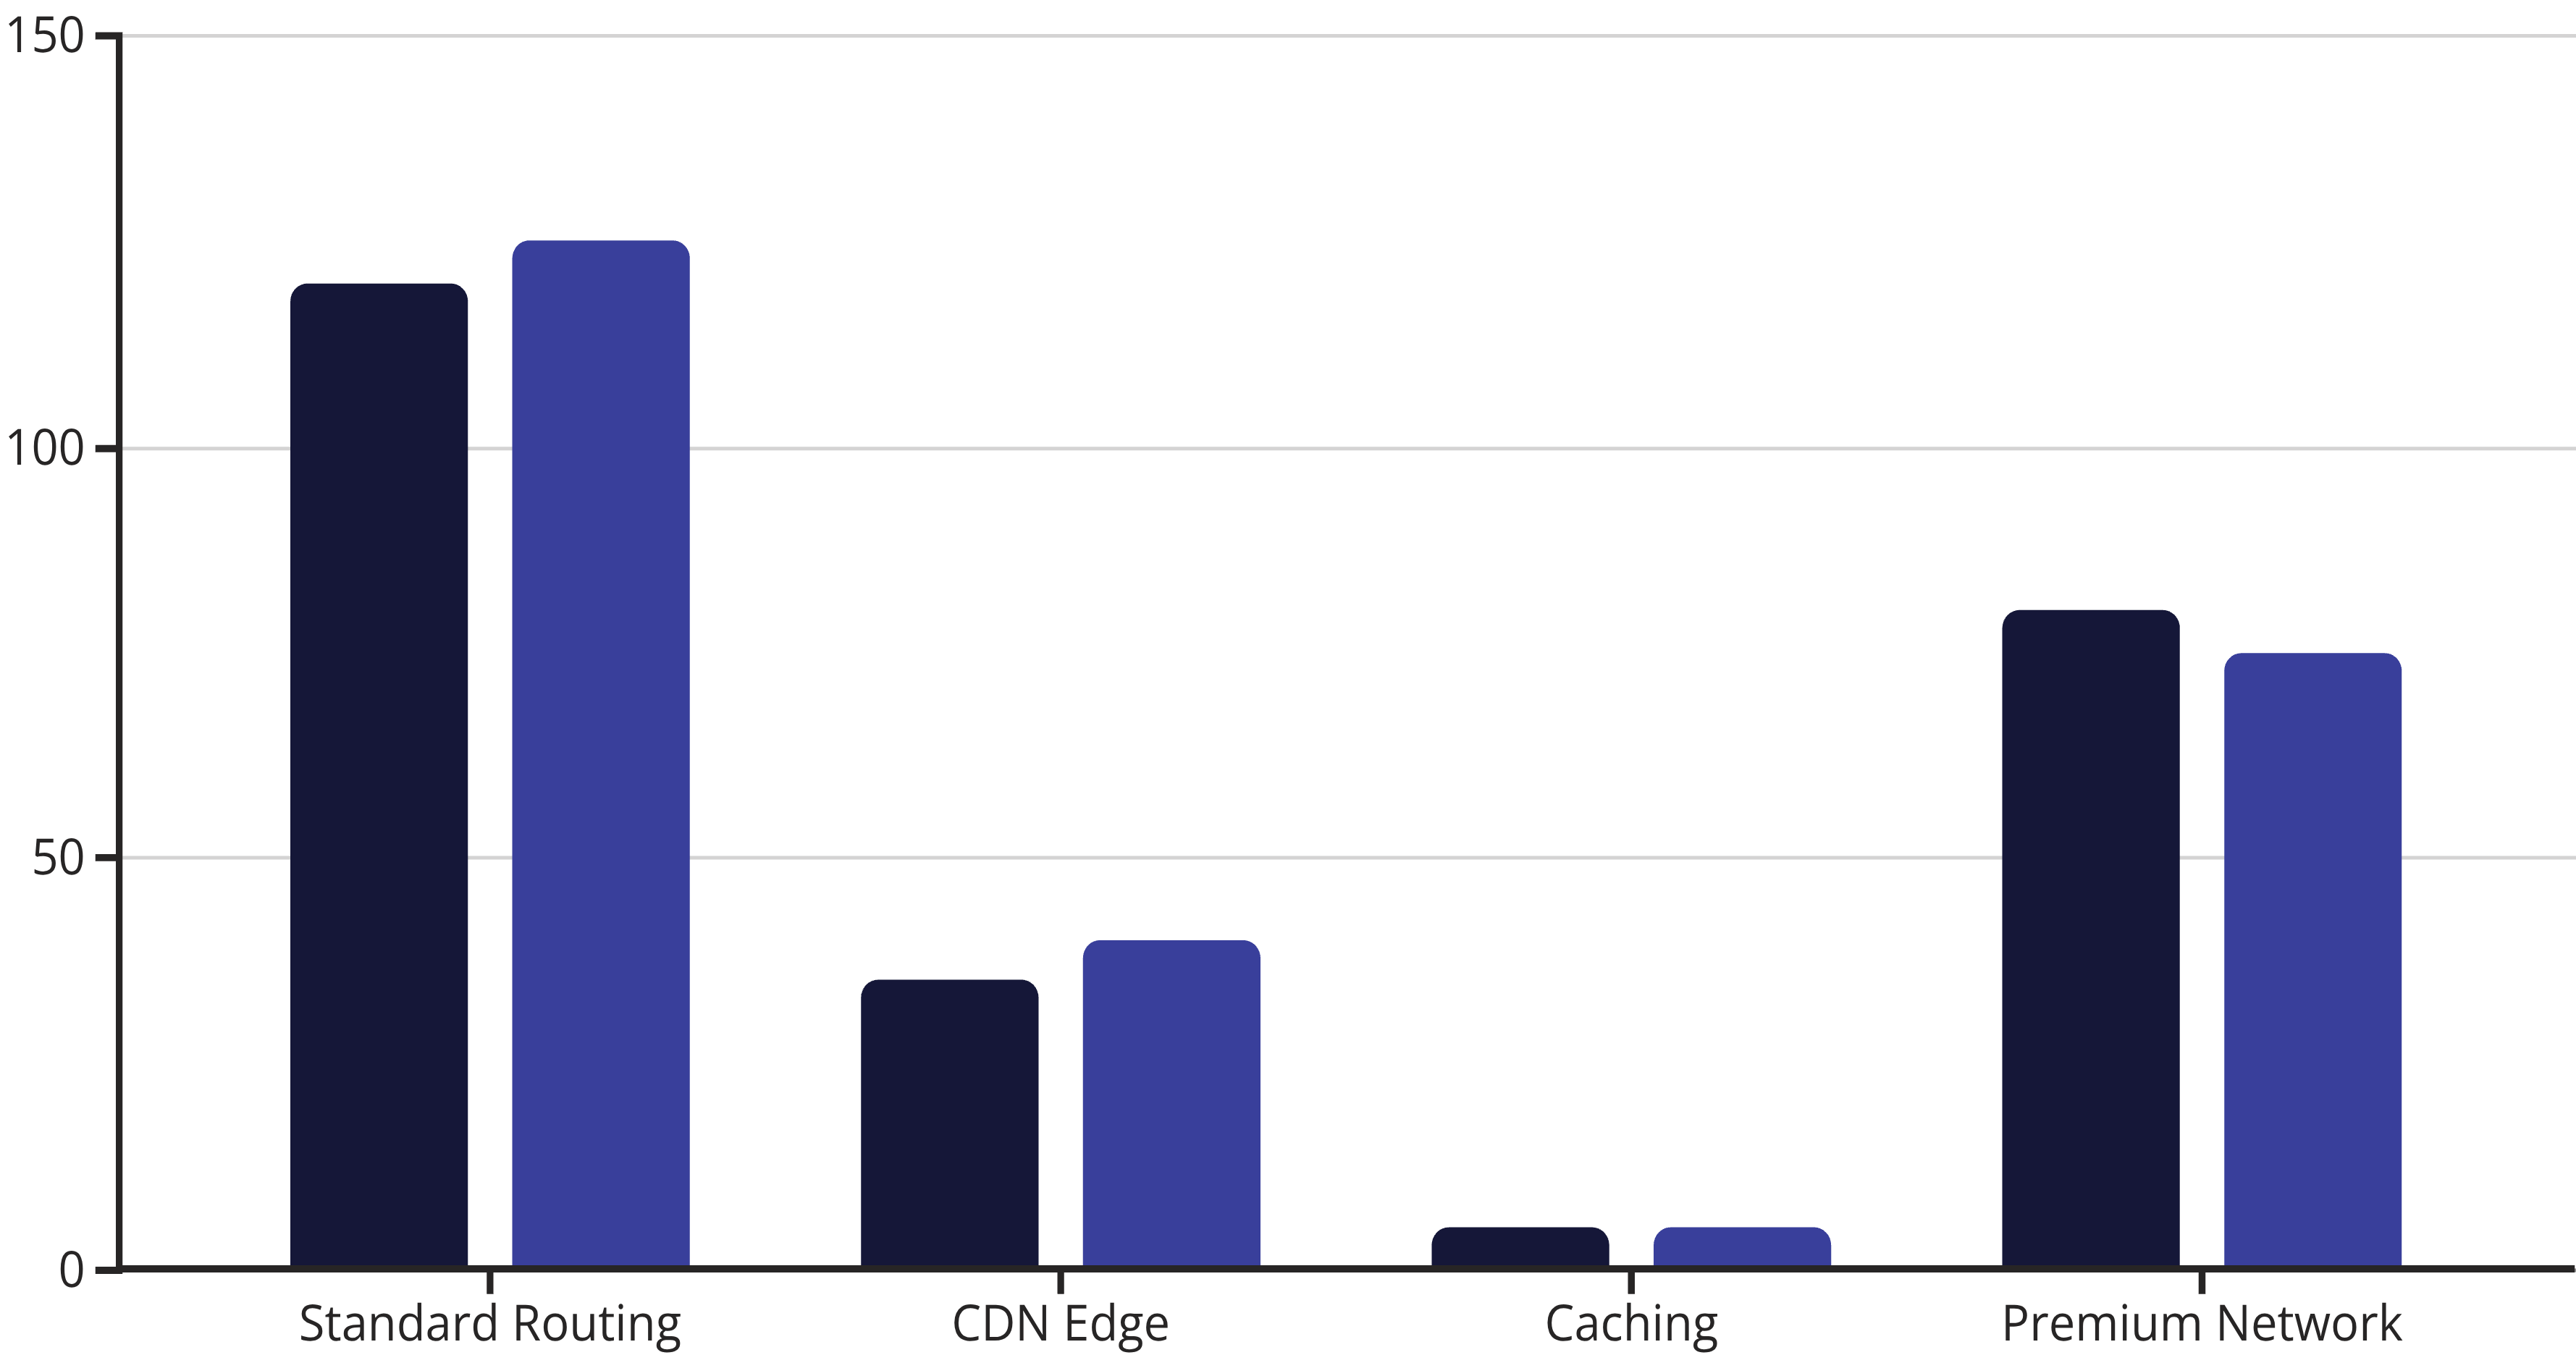 150
100
50
0
Standard Routing
CDN Edge
Caching
Premium Network